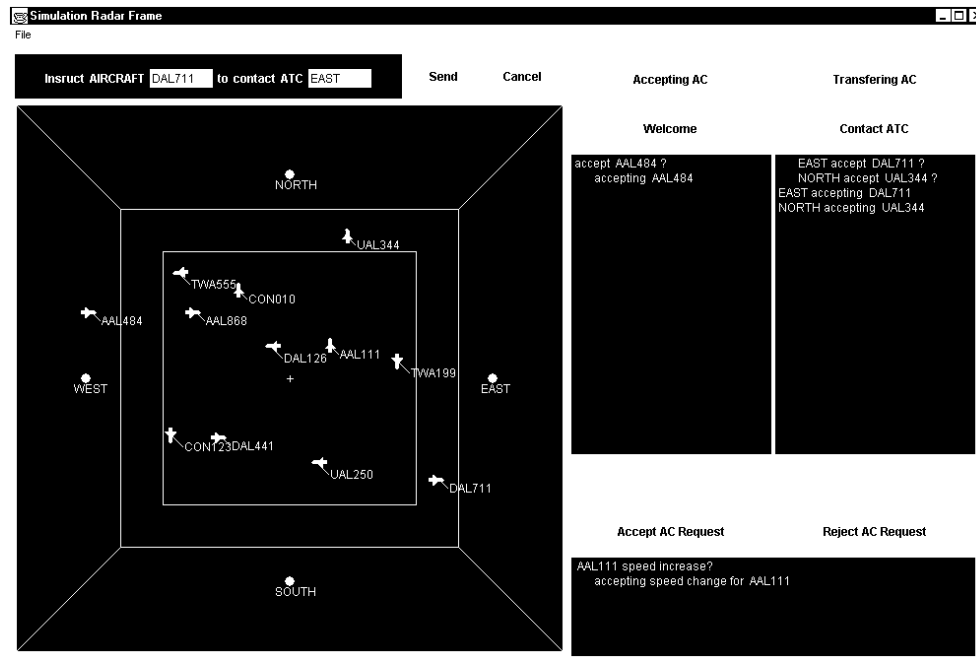 Simulation Radar Frame
File
Insruct AIRCRAFT DAL711 to contact ATC EAST
Send
Cancel
Accepting AC
Transfering AC
Welcome
Contact ATC
NORTH
UAL344
TWA555
CON010
AAL484
AAL868
DAL126
AAL111
TWA199
WEST
EAST
CON123
DAL441
UAL250
DAL711
SOUTH
accept AAL484 ?
accepting AAL484
EAST accept DAL711 ?
NORTH accept UAL344 ?
EAST accepting DAL711
NORTH accepting UAL344
Accept AC Request
Reject AC Request
AAL111 speed increase?
accepting speed change for AAL111